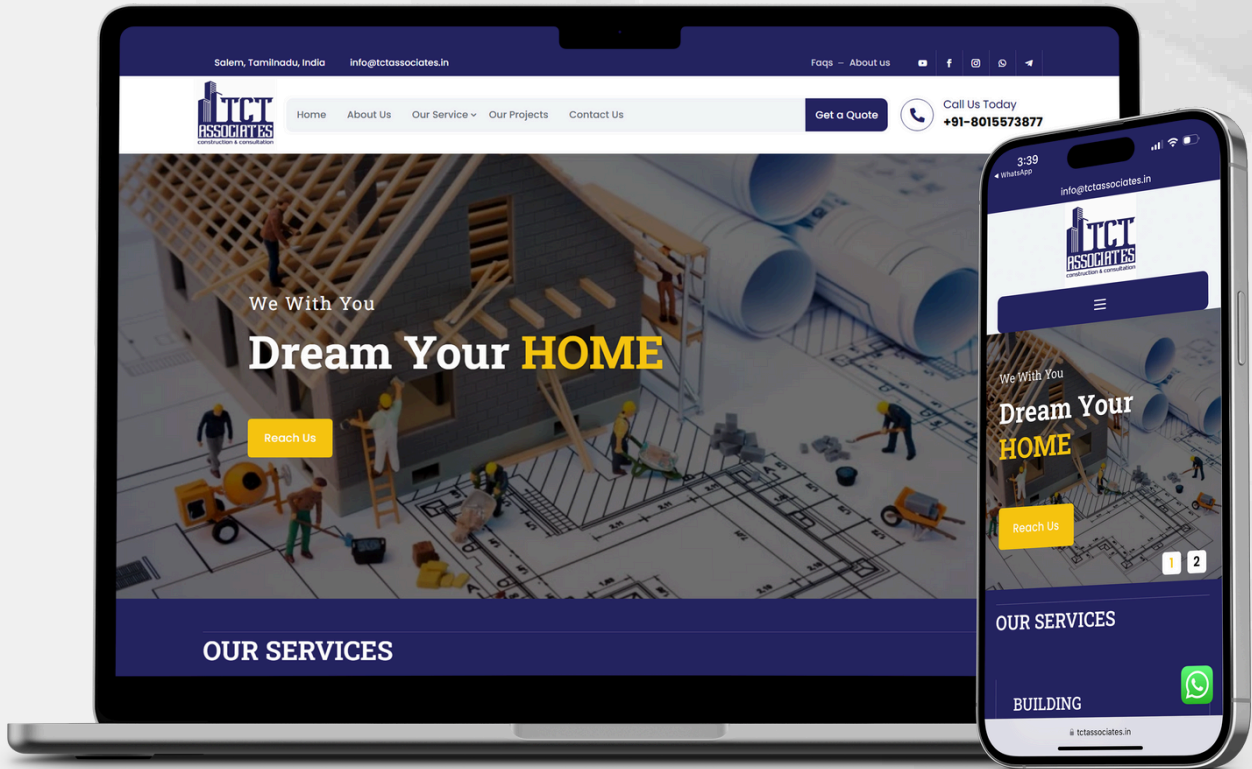 Salem, Tamilnadu, India info@tctassociates.in Faqs – About us
TCT
ASSOCIATES
construction & consultation
Home About Us Our Service Our Projects Contact Us Get a Quote
Call Us Today
+91-8015573877
We With You
Dream Your HOME
Reach Us
OUR SERVICES
3:39
WhatsApp
info@tctassociates.in
TCT
ASSOCIATES
construction & consultation
We With You
Dream Your
HOME
Reach Us
1 2
OUR SERVICES
BUILDING
tctassociates.in